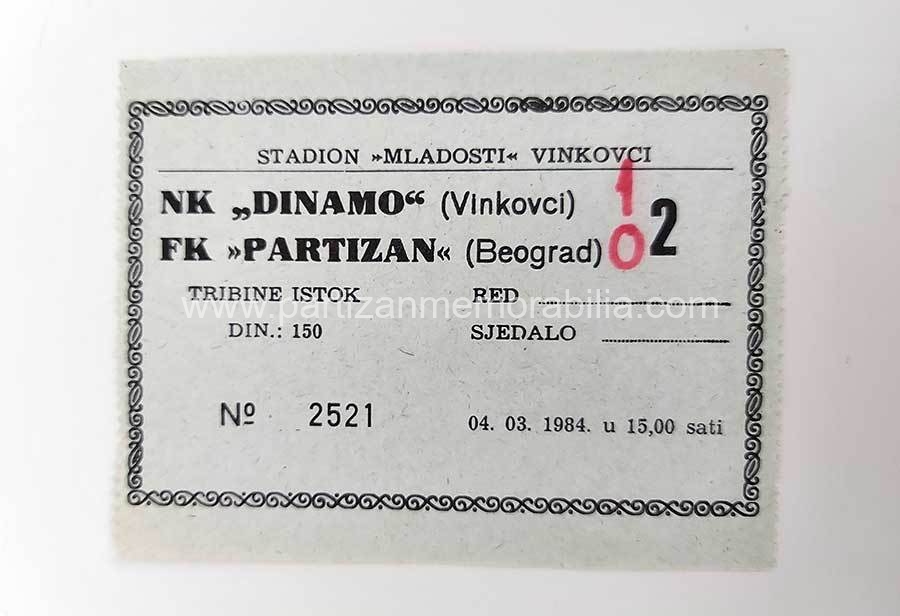 STADION »MLADOSTI« VINKOVCI
NK „DINAMO“ (Vinkovci) 1
2
FK »PARTIZAN« (Beograd) 0
www.partizanmemorabilia.com
TRIBINE ISTOK RED
DIN.: 150 SJEDALO
№ 2521 04. 03. 1984. u 15,00 sati